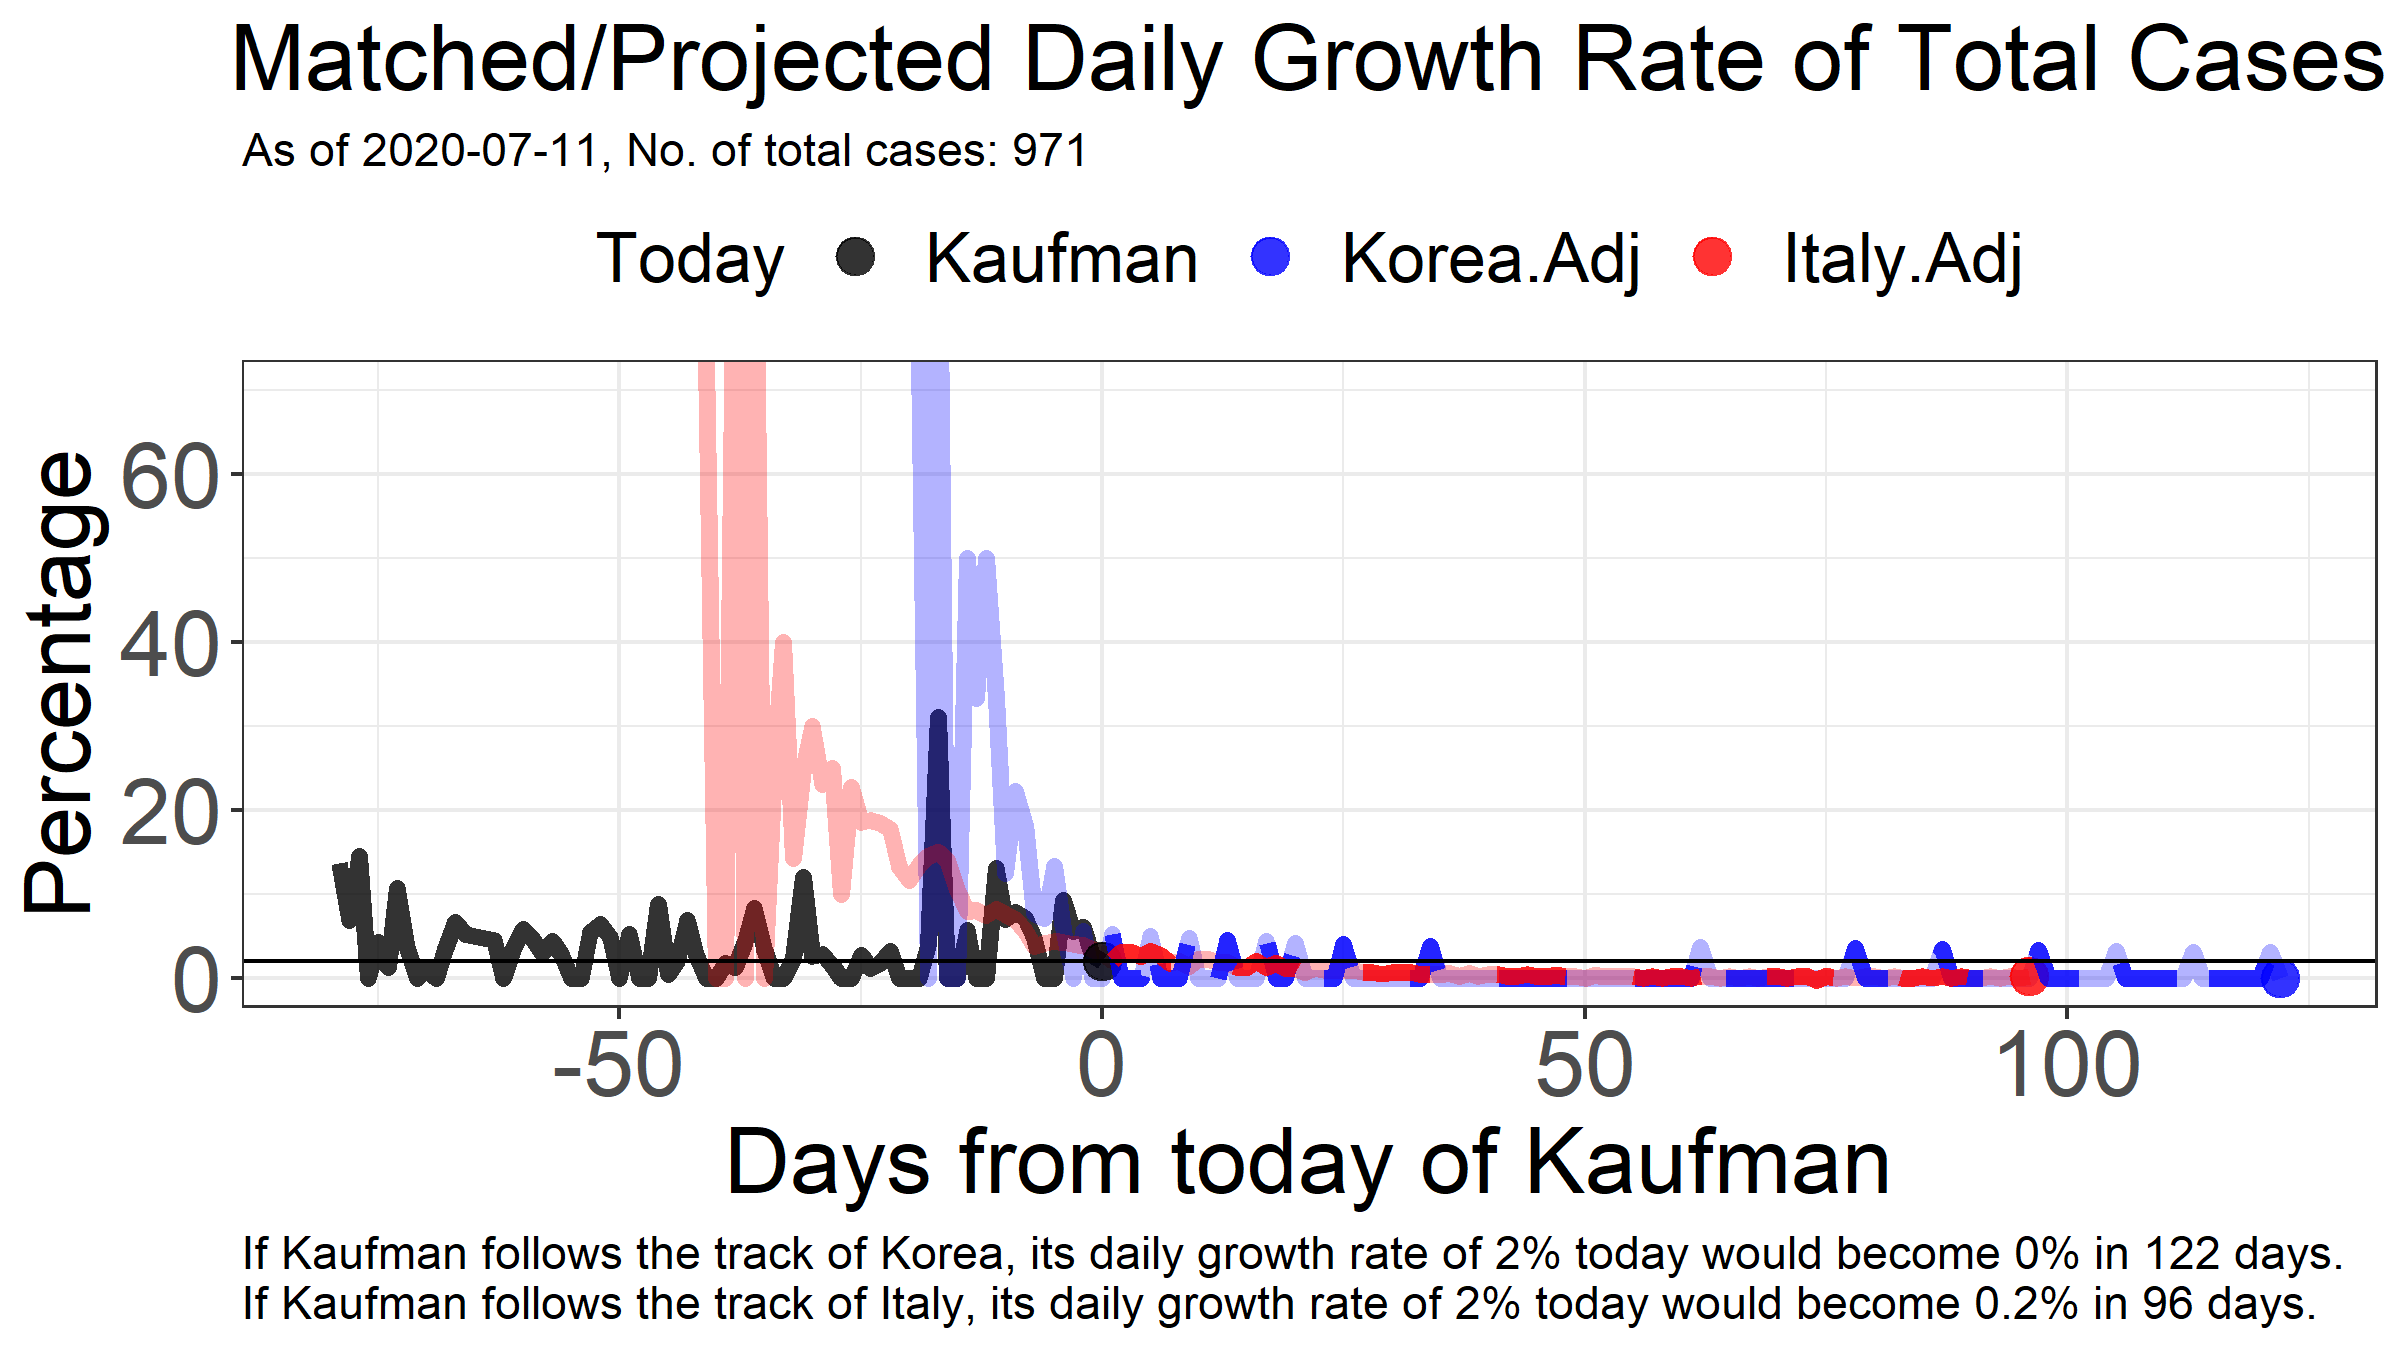 Matched/Projected Daily Growth Rate of Total Cases
As of 2020-07-11, No. of total cases: 971
Today Kaufman Korea.Adj Italy.Adj
Percentage
60
40
20
0
-50 0 50 100
Days from today of Kaufman
If Kaufman follows the track of Korea, its daily growth rate of 2% today would become 0% in 122 days.
If Kaufman follows the track of Italy, its daily growth rate of 2% today would become 0.2% in 96 days.